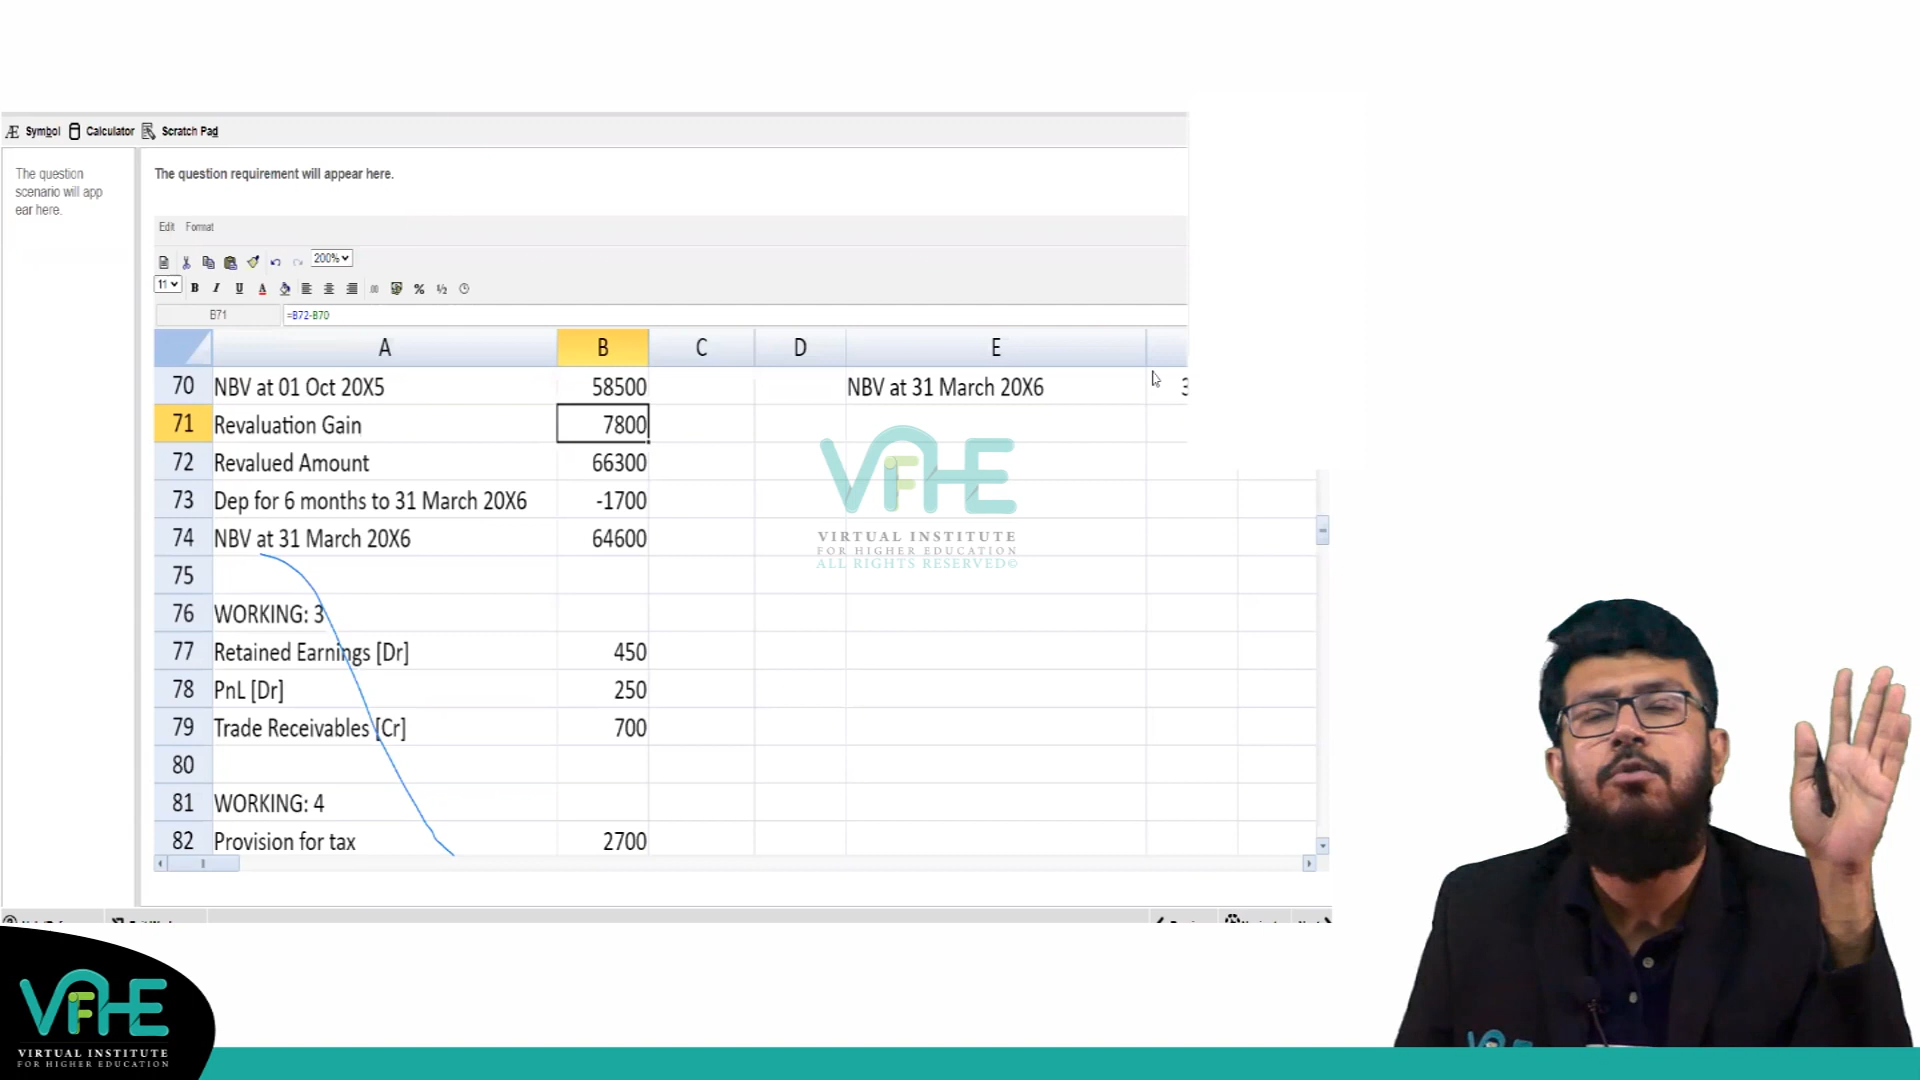 Æ Symbol Calculator Scratch Pad
The question
scenario will app
ear here.
The question requirement will appear here.
Edit Format
200%
11 B I U A % ½
B71 =B72-B70
A B C D E
70 NBV at 01 Oct 20X5 58500 NBV at 31 March 20X6
71 Revaluation Gain 7800
72 Revalued Amount 66300
73 Dep for 6 months to 31 March 20X6 -1700
74 NBV at 31 March 20X6 64600
75
76 WORKING: 3
77 Retained Earnings [Dr] 450
78 PnL [Dr] 250
79 Trade Receivables [Cr] 700
80
81 WORKING: 4
82 Provision for tax 2700
VIFHE
VIRTUAL INSTITUTE
FOR HIGHER EDUCATION
ALL RIGHTS RESERVED©
VIFHE
VIRTUAL INSTITUTE
FOR HIGHER EDUCATION